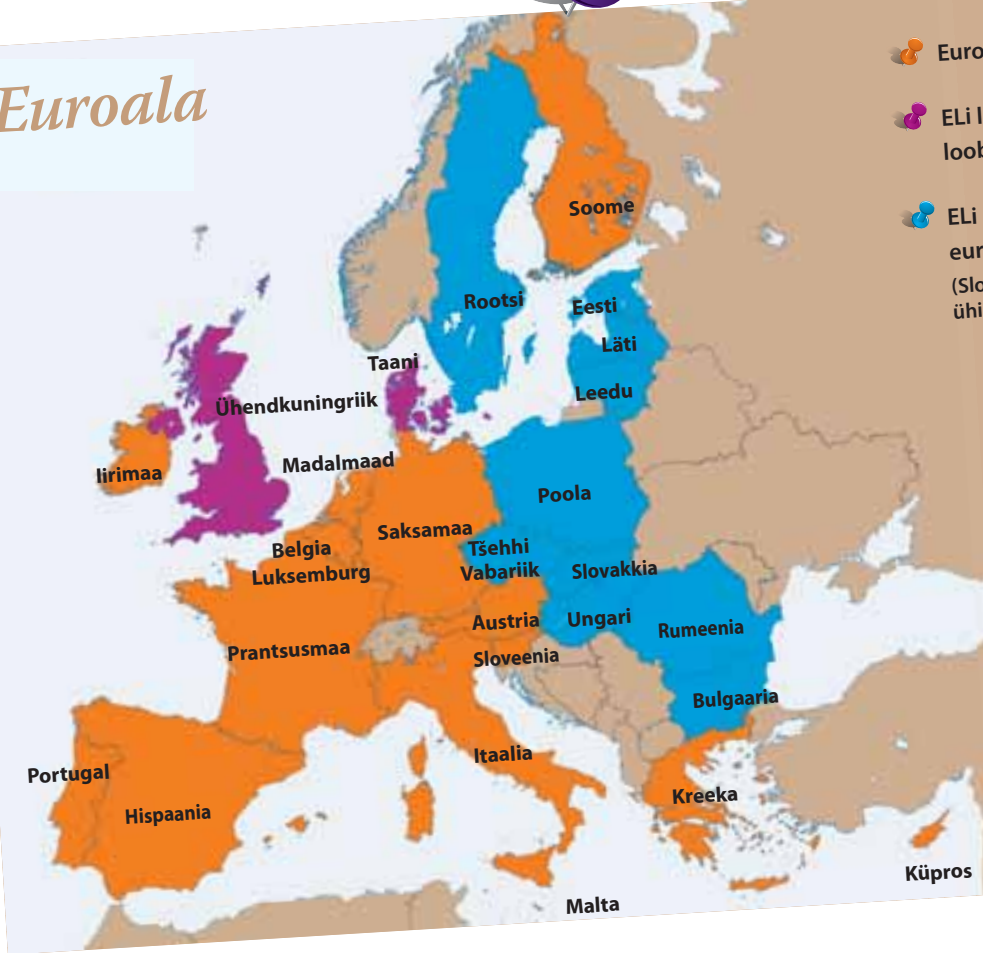 Euroala
Euro
ELi l
loob
ELi
eur
(Slo
ühi
Soome
Rootsi
Eesti
Läti
Leedu
Taani
Ühendkuningriik
Iirimaa
Madalmaad
Poola
Saksamaa
Belgia
Luksemburg
Tšehhi
Vabariik
Slovakkia
Austria
Ungari
Rumeenia
Prantsusmaa
Sloveenia
Bulgaaria
Itaalia
Portugal
Hispaania
Kreeka
Küpros
Malta